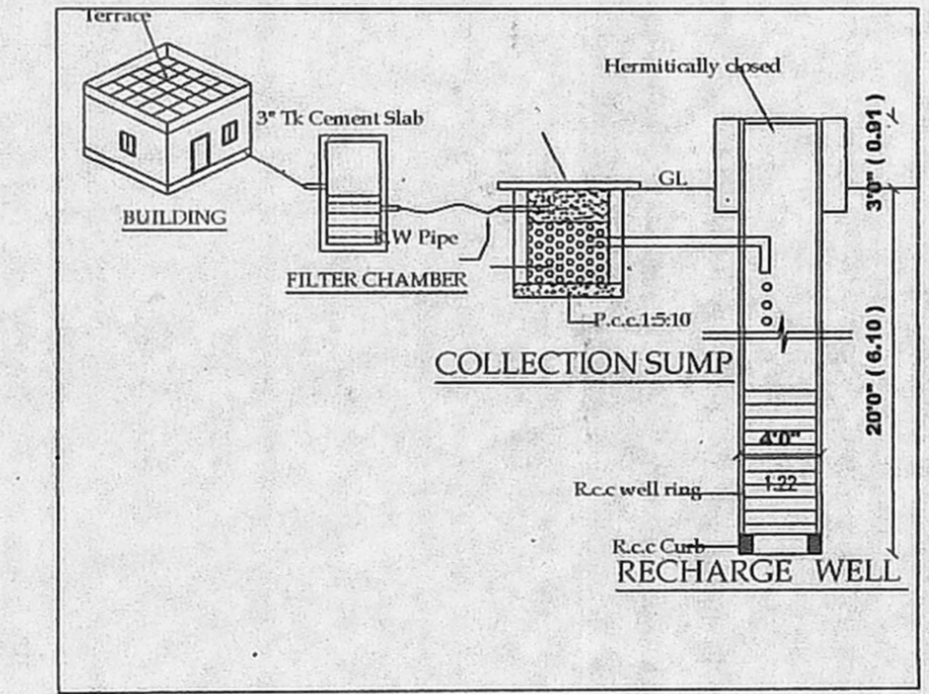 Terrace
Hermitically closed
3" Tk Cement Slab
3'0" ( 0.91 )
GL
BUILDING
R.W Pipe
FILTER CHAMBER
P.c.c.1:5:10
COLLECTION SUMP
20'0" ( 6.10 )
4'0"
1.22
R.c.c well ring
R.c.c Curb
RECHARGE WELL